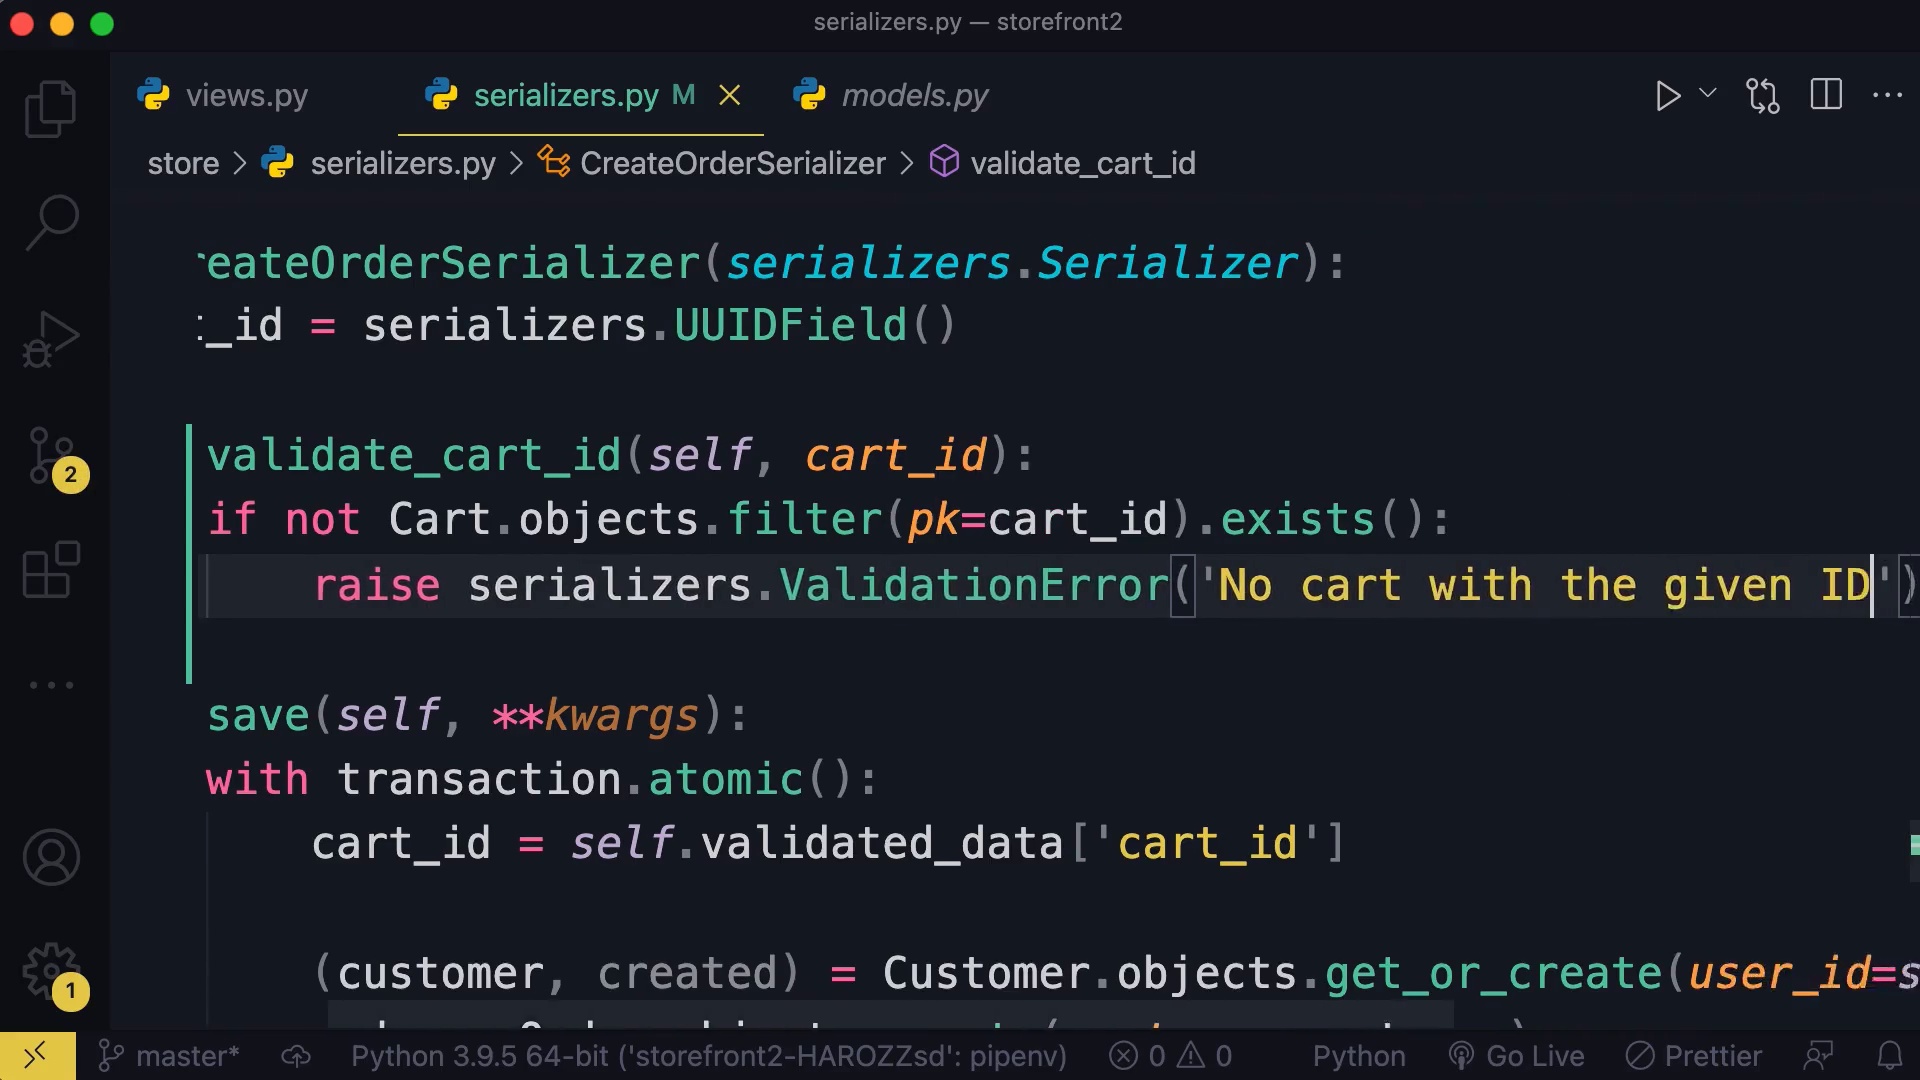 serializers.py — storefront2
views.py serializers.py M models.py
store > serializers.py > CreateOrderSerializer > validate_cart_id
reateOrderSerializer(serializers.Serializer):
_id = serializers.UUIDField()
validate_cart_id(self, cart_id):
if not Cart.objects.filter(pk=cart_id).exists():
raise serializers.ValidationError('No cart with the given ID')
2
save(self, **kwargs):
with transaction.atomic():
cart_id = self.validated_data['cart_id']
(customer, created) = Customer.objects.get_or_create(user_id=s
1
master* Python 3.9.5 64-bit ('storefront2-HAROZZsd': pipenv) 0 0 Python Go Live Prettier